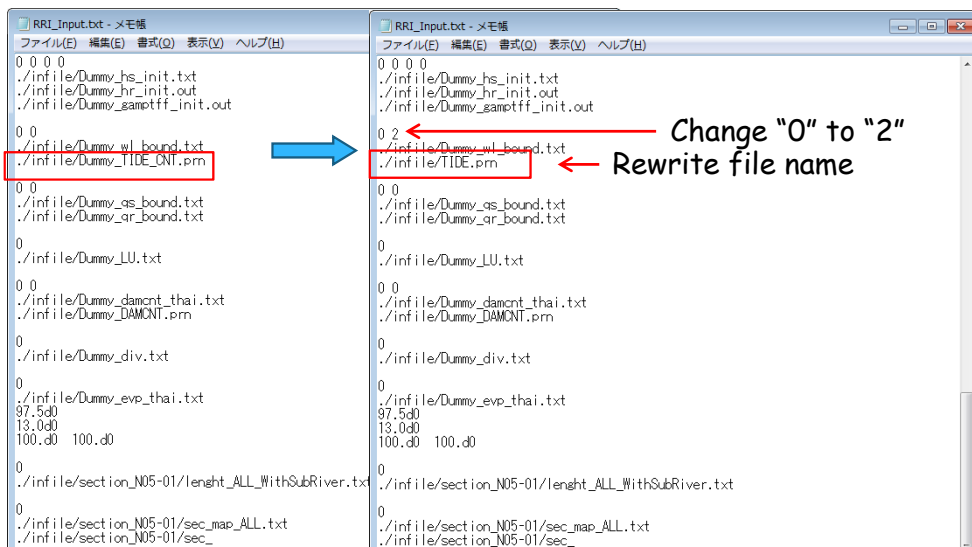 RRI_Input.txt - メモ帳
ファイル(F) 編集(E) 書式(O) 表示(V) ヘルプ(H)
0 0 0 0
./infile/Dummy_hs_init.txt
./infile/Dummy_hr_init.out
./infile/Dummy_gamptff_init.out
0 0
./infile/Dummy_wl_bound.txt
./infile/Dummy_TIDE_CNT.prn
0 0
./infile/Dummy_qs_bound.txt
./infile/Dummy_qr_bound.txt
0
./infile/Dummy_LU.txt
0 0
./infile/Dummy_damcnt_thai.txt
./infile/Dummy_DAMCNT.prn
0
./infile/Dummy_div.txt
0
./infile/Dummy_evp_thai.txt
97.5d0
13.0d0
100.d0 100.d0
0
./infile/section_N05-01/lenght_ALL_WithSubRiver.txt
0
./infile/section_N05-01/sec_map_ALL.txt
./infile/section_N05-01/sec_
RRI_Input.txt - メモ帳
ファイル(F) 編集(E) 書式(O) 表示(V) ヘルプ(H)
0 0 0 0
./infile/Dummy_hs_init.txt
./infile/Dummy_hr_init.out
./infile/Dummy_gamptff_init.out
0 2
./infile/Dummy_wl_bound.txt
./infile/TIDE.prn
0 0
./infile/Dummy_qs_bound.txt
./infile/Dummy_qr_bound.txt
0
./infile/Dummy_LU.txt
0 0
./infile/Dummy_damcnt_thai.txt
./infile/Dummy_DAMCNT.prn
0
./infile/Dummy_div.txt
0
./infile/Dummy_evp_thai.txt
97.5d0
13.0d0
100.d0 100.d0
0
./infile/section_N05-01/lenght_ALL_WithSubRiver.txt
0
./infile/section_N05-01/sec_map_ALL.txt
./infile/section_N05-01/sec_
Change “0” to “2”
Rewrite file name